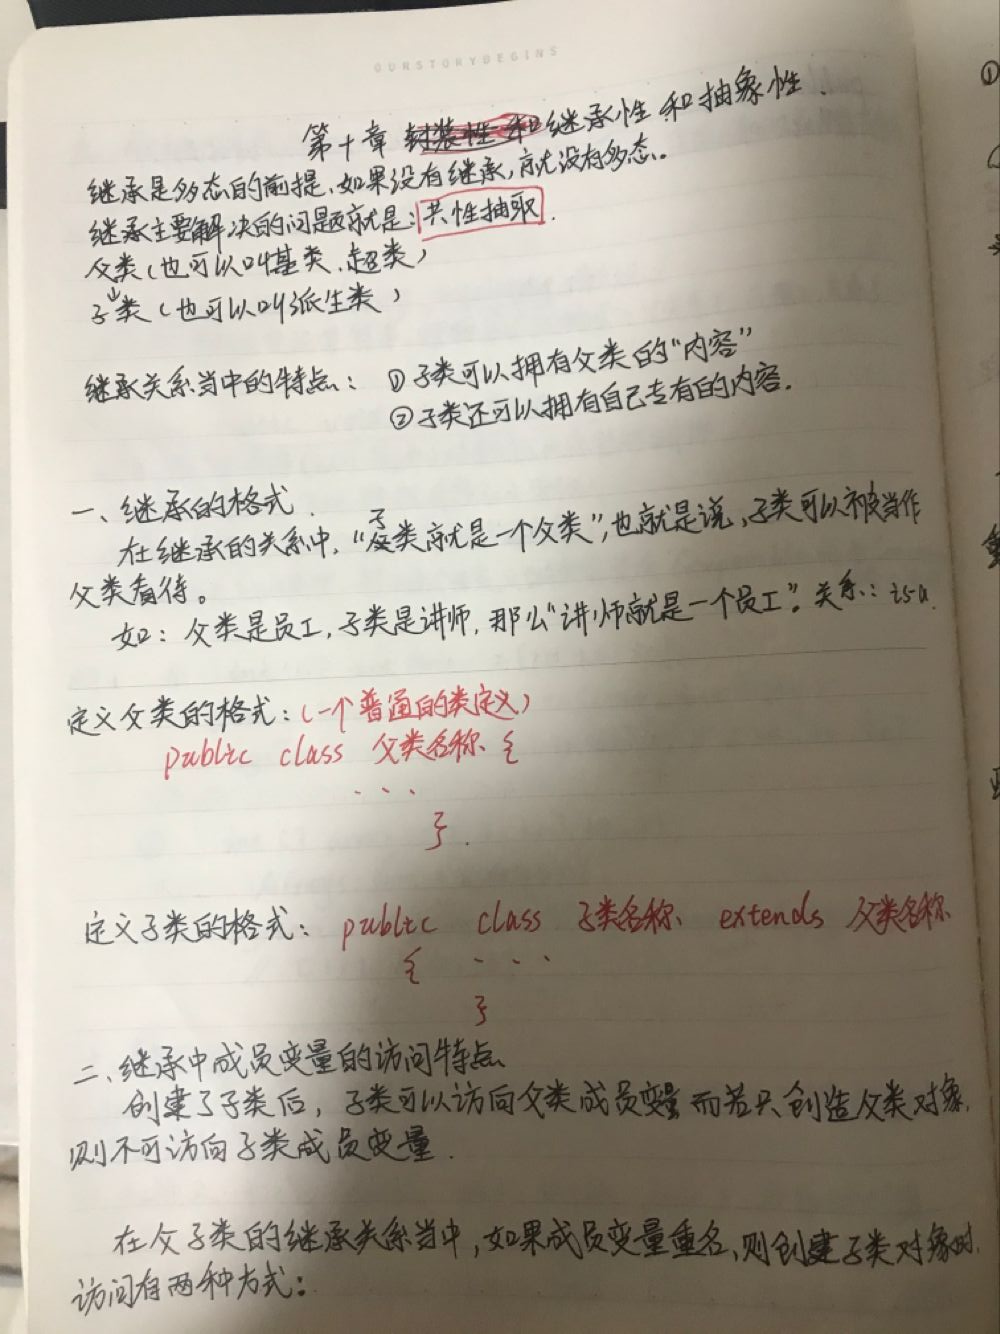 OURSTORYBEGINS
第十章 封装性和继承性和抽象性.
继承是多态的前提,如果没有继承,就没有多态。
继承主要解决的问题就是:共性抽取.
父类(也可以叫基类、超类)
子类(也可以叫派生类)
继承关系当中的特点: ①子类可以拥有父类的“内容”
②子类还可以拥有自己专有的内容.
一、继承的格式.
在继承的关系中,“子类就是一个父类”,也就是说,子类可以被当作
父类看待。
如: 父类是员工,子类是讲师,那么“讲师就是一个员工”。关系: is-a.
定义父类的格式:(一个普通的类定义)
public class 父类名称 {
...
}.
定义子类的格式: public class 子类名称 extends 父类名称
{ ...
}
二、继承中成员变量的访问特点
创建了子类后, 子类可以访问父类成员变量 而若只创造父类对象,
则不可访问子类成员变量.
在父子类的继承关系当中,如果成员变量重名,则创建子类对象时,
访问有两种方式:
①